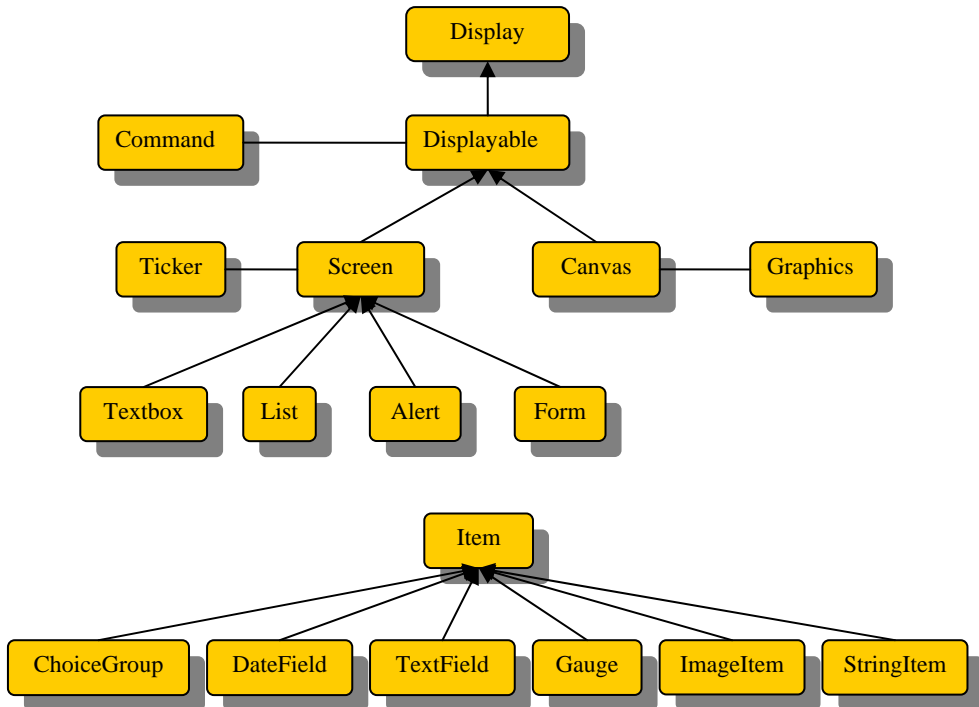 Display
Command
Displayable
Ticker
Screen
Canvas
Graphics
Textbox
List
Alert
Form
Item
ChoiceGroup
DateField
TextField
Gauge
ImageItem
StringItem